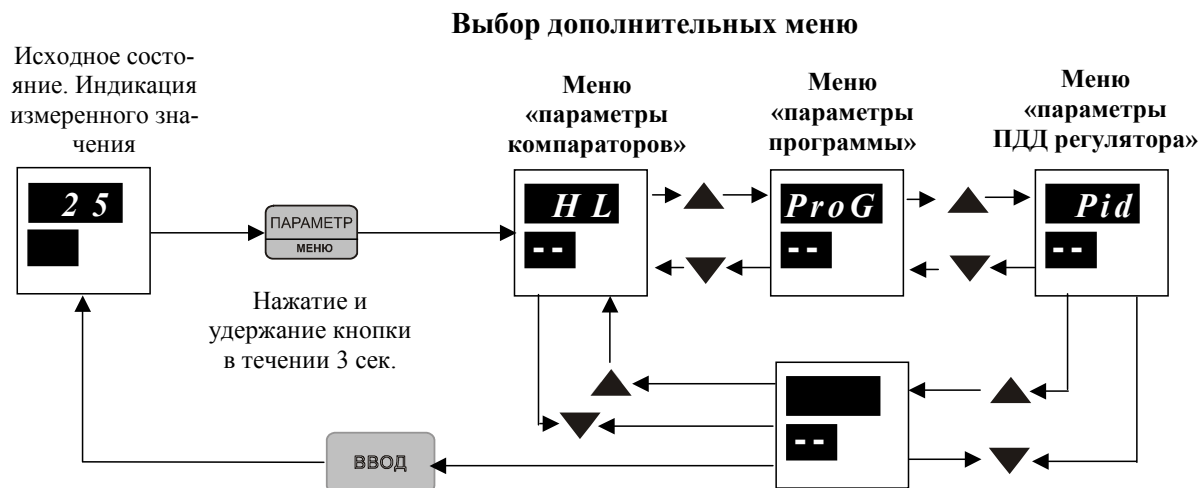 Выбор дополнительных меню
Исходное состо-
яние. Индикация
измеренного зна-
чения
Меню
«параметры
компараторов»
Меню
«параметры
программы»
Меню
«параметры
ПДД регулятора»
2 5
ПАРАМЕТР
МЕНЮ
H L
--
ProG
--
Pid
--
Нажатие и
удержание кнопки
в течении 3 сек.
--
ВВОД